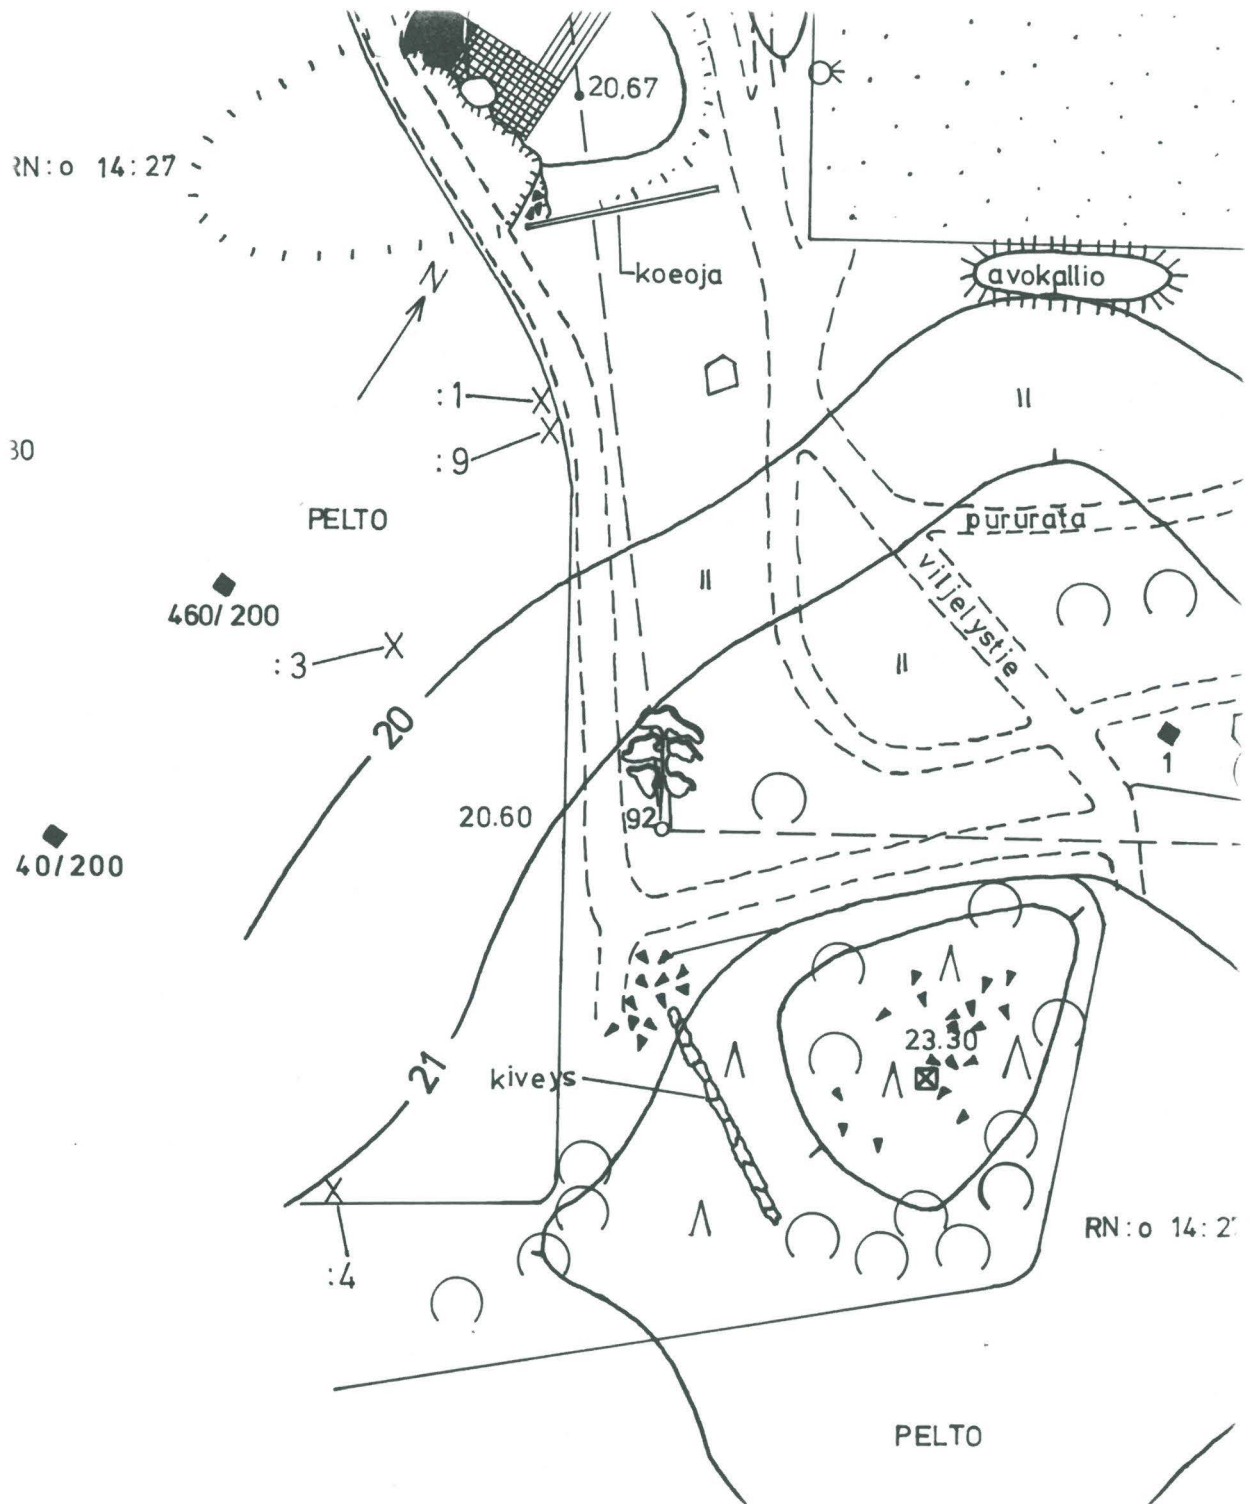 20,67
RN:o 14:27
N
koeoja
avokallio
:1
:9
30
PELTO
pururata
viljelystie
460/200
:3
20
1
20.60
92
40/200
23.30
21
kiveys
:4
RN:o 14:2
PELTO